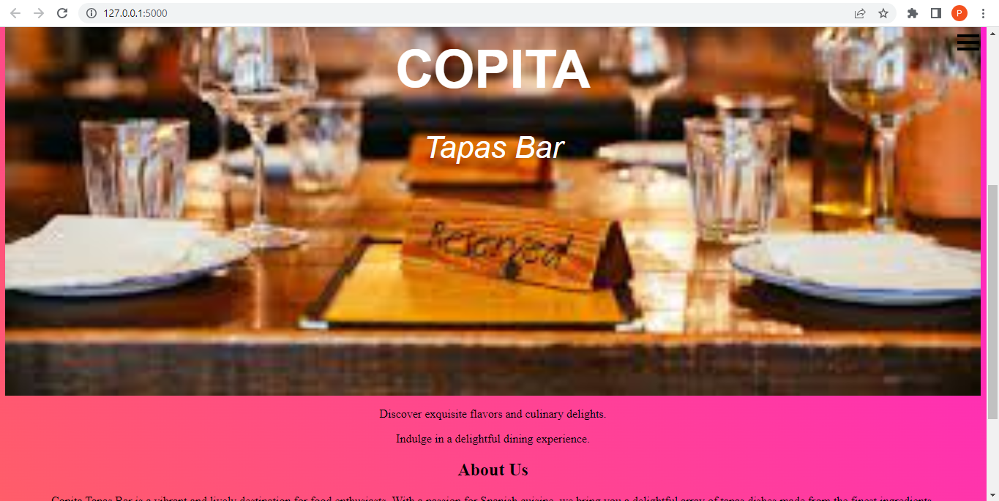 127.0.0.1:5000
P
COPITA
Tapas Bar
Reserved
Discover exquisite flavors and culinary delights.
Indulge in a delightful dining experience.
About Us
Copita Tapas Bar is a vibrant and lively destination for food enthusiasts. With a passion for Spanish cuisine, we bring you a delightful array of tapas dishes made from the finest ingredients.